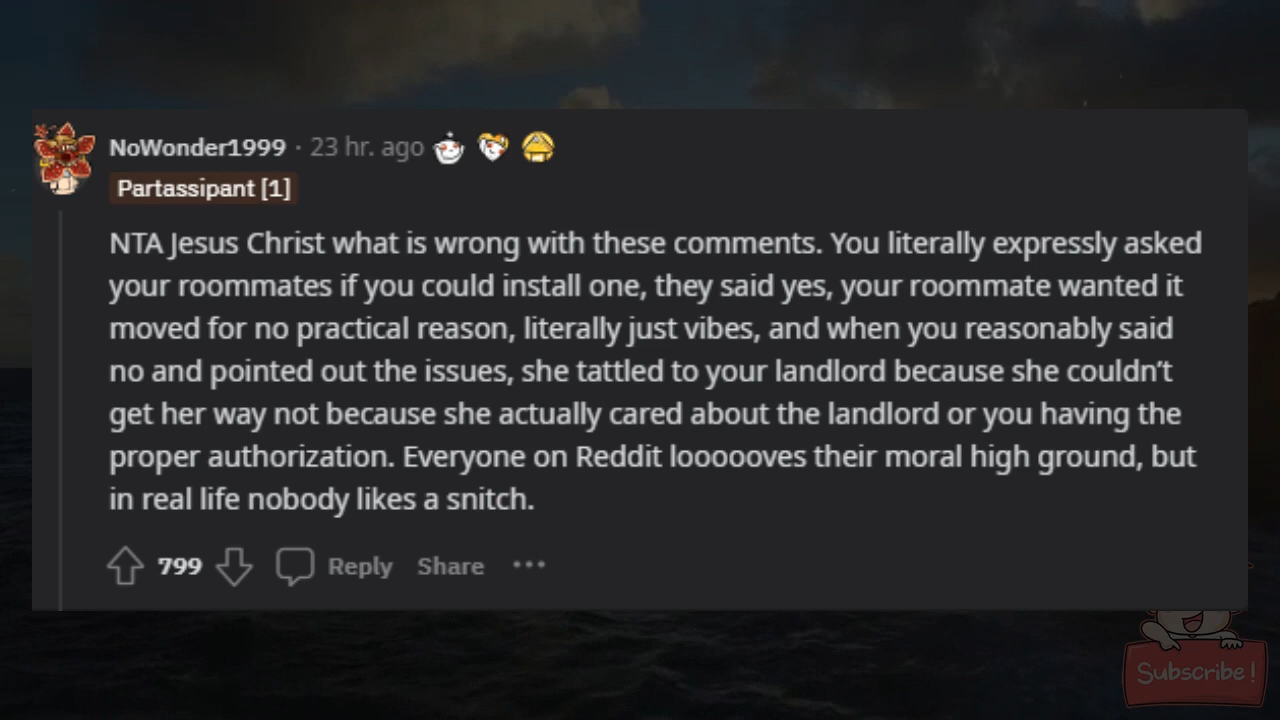 NoWonder1999 · 23 hr. ago
Partassipant [1]
NTA Jesus Christ what is wrong with these comments. You literally expressly asked
your roommates if you could install one, they said yes, your roommate wanted it
moved for no practical reason, literally just vibes, and when you reasonably said
no and pointed out the issues, she tattled to your landlord because she couldn't
get her way not because she actually cared about the landlord or you having the
proper authorization. Everyone on Reddit loooooves their moral high ground, but
in real life nobody likes a snitch.
799 Reply Share ···
Subscribe!